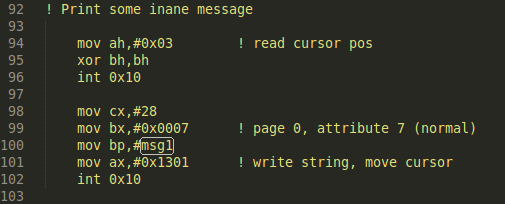 92 ! Print some inane message
93
94 mov ah,#0x03 ! read cursor pos
95 xor bh,bh
96 int 0x10
97
98 mov cx,#28
99 mov bx,#0x0007 ! page 0, attribute 7 (normal)
100 mov bp,#msg1
101 mov ax,#0x1301 ! write string, move cursor
102 int 0x10
103